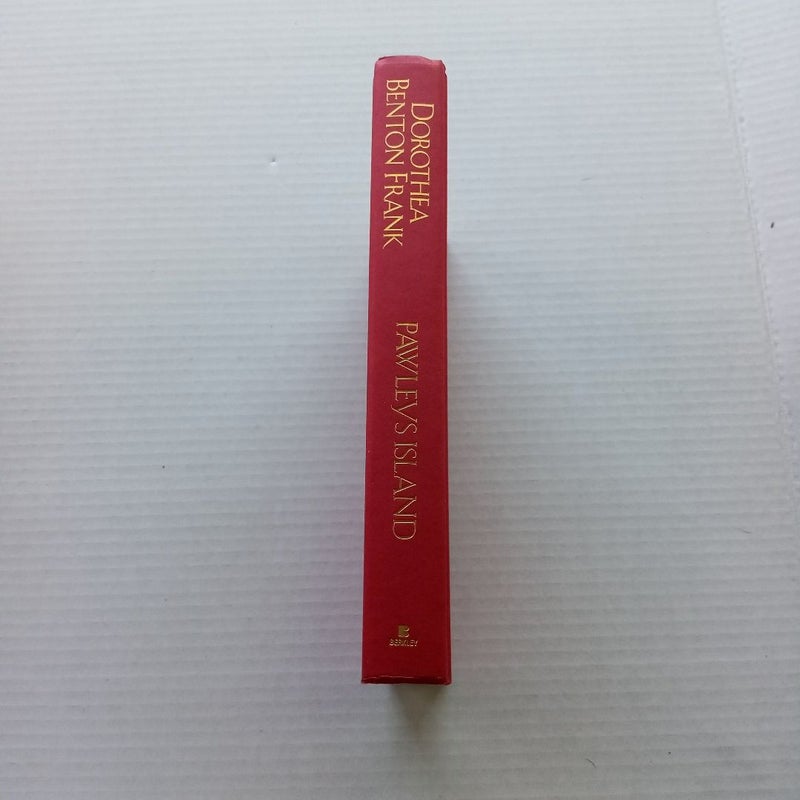 DOROTHEA
BENTON FRANK
PAWLEYS ISLAND
B
BERKLEY